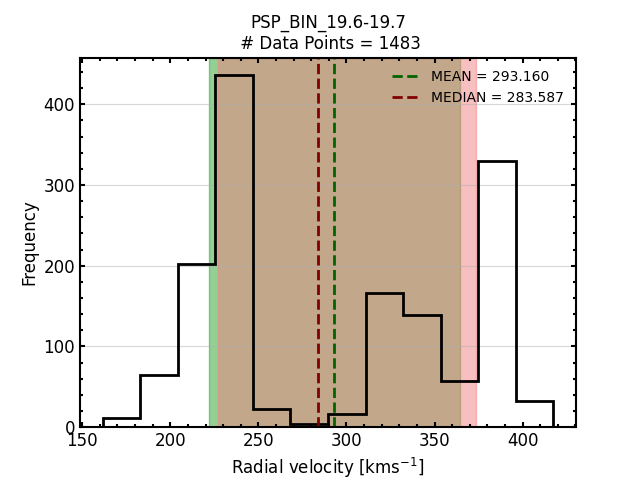 PSP_BIN_19.6-19.7
# Data Points = 1483
MEAN = 293.160
MEDIAN = 283.587
Frequency
400
300
200
100
0
150 200 250 300 350 400
Radial velocity [kms⁻¹]